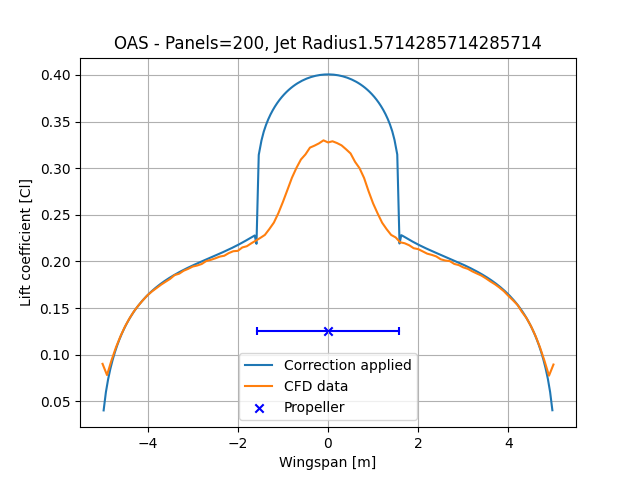 OAS - Panels=200, Jet Radius1.5714285714285714
Lift coefficient [Cl]
0.40
0.35
0.30
0.25
0.20
0.15
0.10
0.05
Correction applied
CFD data
Propeller
−4 −2 0 2 4
Wingspan [m]